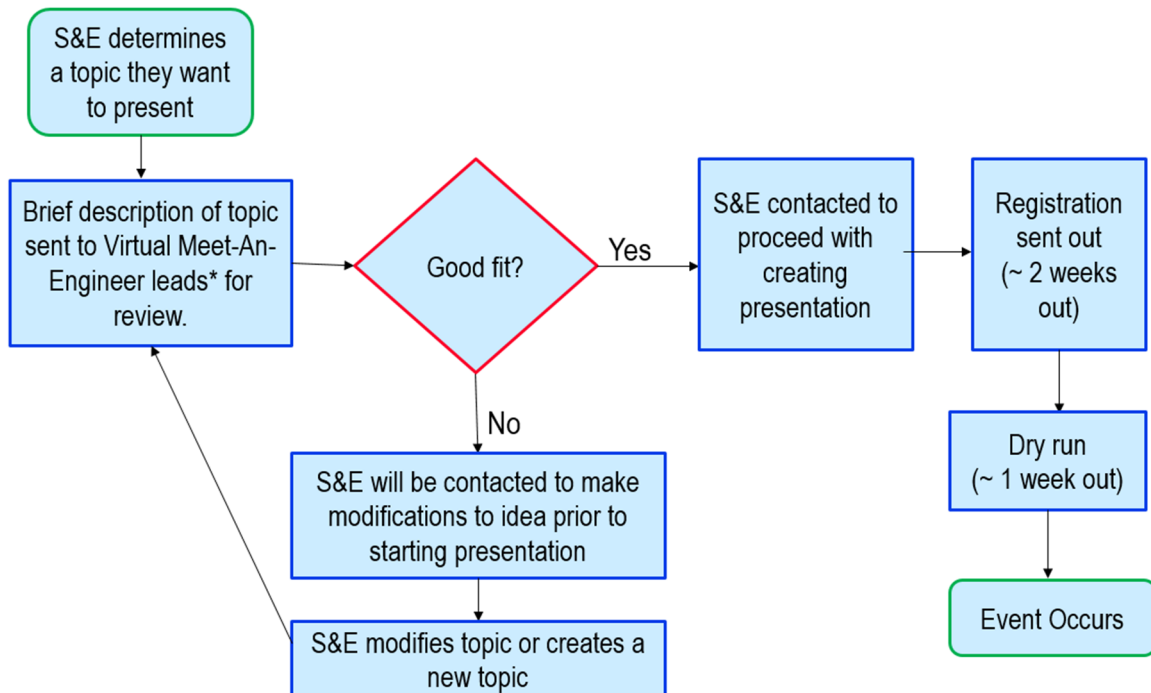 S&E determines
a topic they want
to present
Brief description of topic
sent to Virtual Meet-An-
Engineer leads* for
review.
Good fit?
Yes
S&E contacted to
proceed with
creating
presentation
Registration
sent out
(~ 2 weeks
out)
No
S&E will be contacted to make
modifications to idea prior to
starting presentation
S&E modifies topic or creates a
new topic
Dry run
(~ 1 week out)
Event Occurs